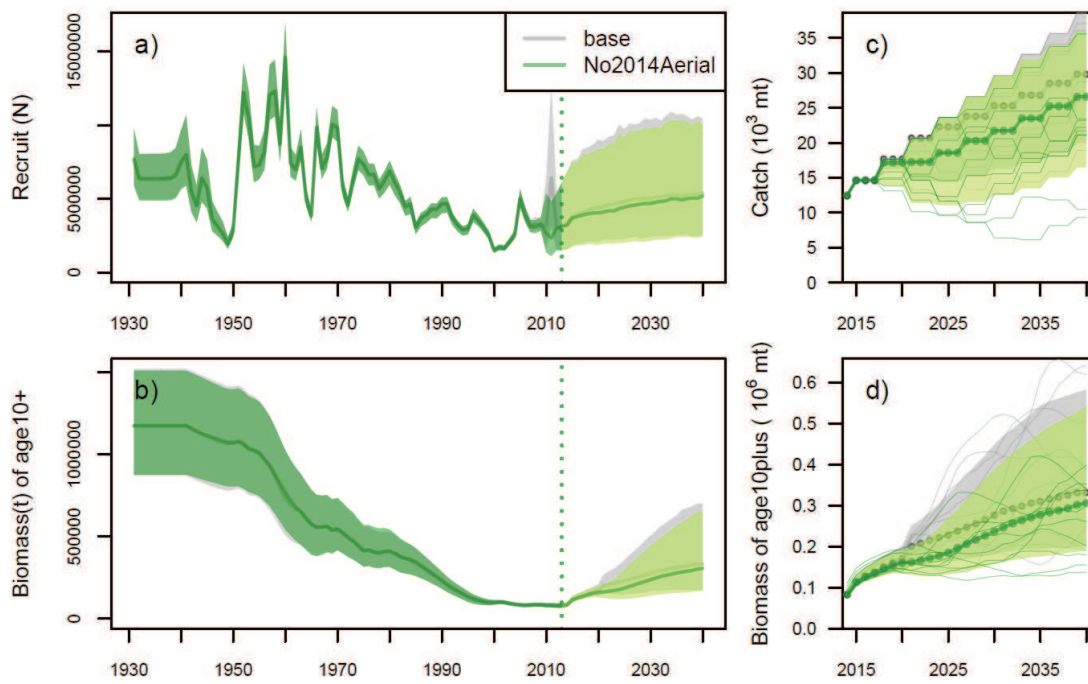 a)
base
No2014Aerial
Recruit (N)
15000000
5000000
0
1930 1950 1970 1990 2010 2030
c)
Catch (10³ mt)
35
30
25
20
15
10
5
0
2015 2025 2035
b)
Biomass(t) of age10+
1000000
500000
0
1930 1950 1970 1990 2010 2030
d)
Biomass of age10plus ( 10⁶ mt)
0.6
0.5
0.4
0.3
0.2
0.1
0.0
2015 2025 2035